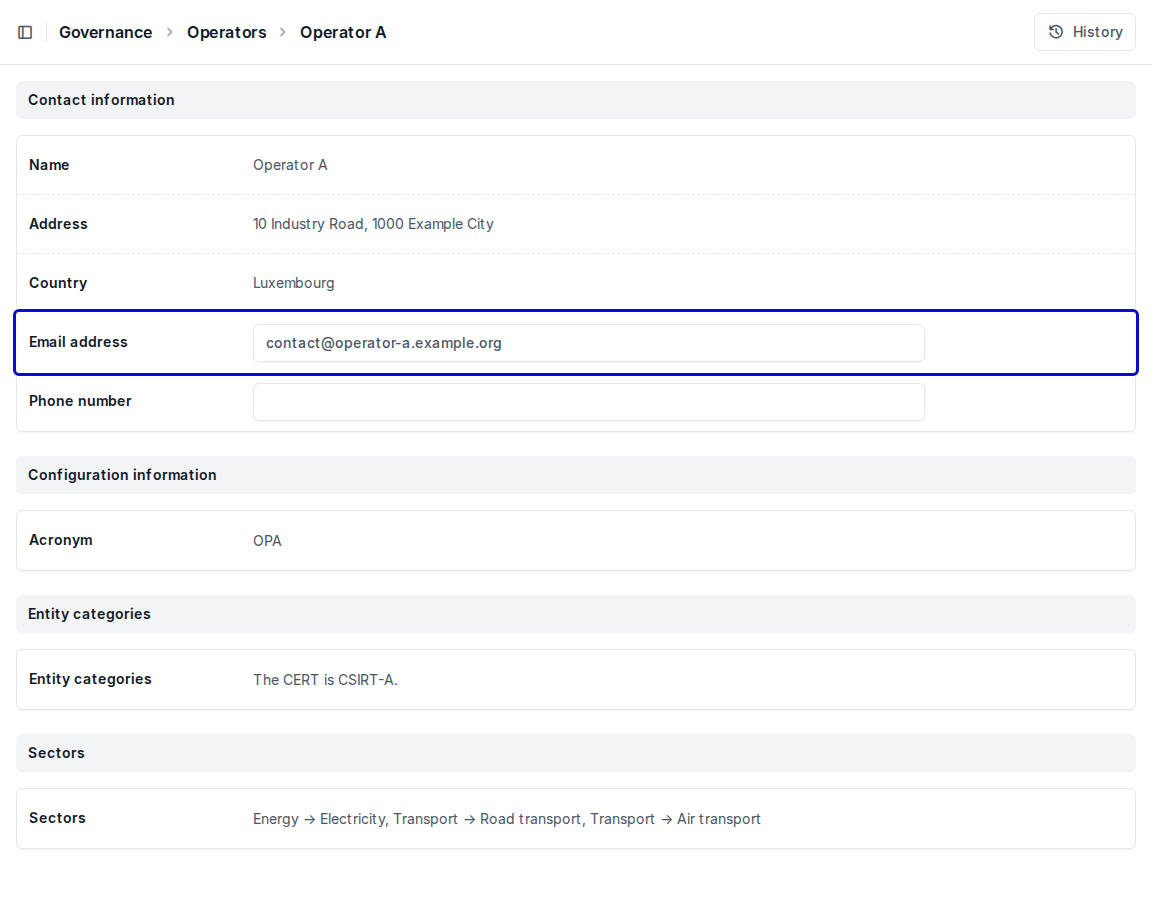 Governance > Operators > Operator A
History
Contact information
Name
Operator A
Address
10 Industry Road, 1000 Example City
Country
Luxembourg
Email address
contact@operator-a.example.org
Phone number
Configuration information
Acronym
OPA
Entity categories
Entity categories
The CERT is CSIRT-A.
Sectors
Sectors
Energy → Electricity, Transport → Road transport, Transport → Air transport